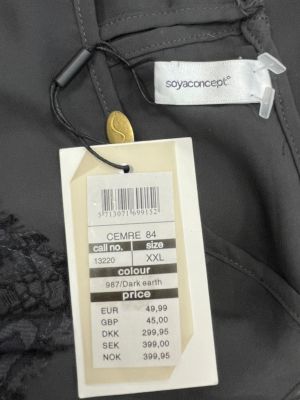 soyaconcept®
5713071699152
CEMRE 84
call no. size
13220 XXL
colour
987/Dark earth
price
EUR 49,99
GBP 45,00
DKK 299,95
SEK 399,00
NOK 399,95